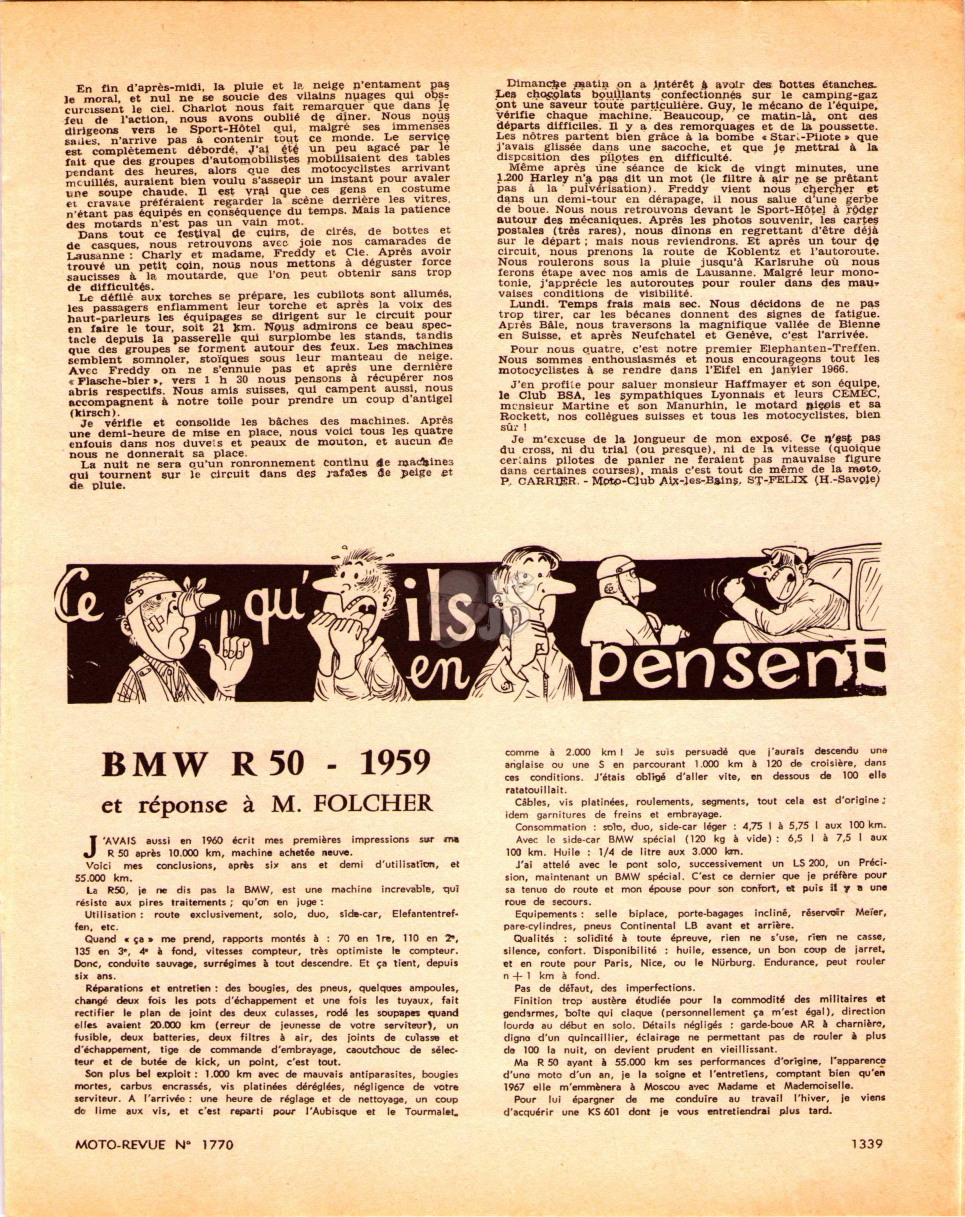 En fin d'après-midi, la pluie et la neige n'entament pas
le moral, et nul ne se soucie des vilains nuages qui obs-
curcissent le ciel. Charlot nous fait remarquer que dans le
feu de l'action, nous avons oublié de dîner. Nous nous
dirigeons vers le Sport-Hôtel qui, malgré ses immenses
salles, n'arrive pas à contenir tout ce monde. Le service
est complètement débordé. J'ai été un peu agacé par le
fait que des groupes d'automobilistes mobilisaient des tables
pendant des heures, alors que des motocyclistes arrivant
mouillés, auraient bien voulu s'asseoir un instant pour avaler
une soupe chaude. Il est vrai que ces gens en costume
et cravate préféraient regarder la scène derrière les vitres,
n'étant pas équipés en conséquence du temps. Mais la patience
des motards n'est pas un vain mot.
Dans tout ce festival de cuirs, de cirés, de bottes et
de casques, nous retrouvons avec joie nos camarades de
Lausanne : Charly et madame, Freddy et Cie. Après avoir
trouvé un petit coin, nous nous mettons à déguster force
saucisses à la moutarde, que l'on peut obtenir sans trop
de difficultés.
Le défilé aux torches se prépare, les cubilots sont allumés,
les passagers enflamment leur torche et après la voix des
haut-parleurs les équipages se dirigent sur le circuit pour
en faire le tour, soit 21 km. Nous admirons ce beau spec-
tacle depuis la passerelle qui surplombe les stands, tandis
que des groupes se forment autour des feux. Les machines
semblent somnoler, stoïques sous leur manteau de neige.
Avec Freddy on ne s'ennuie pas et après une dernière
« Flasche-bier », vers 1 h 30 nous pensons à récupérer nos
abris respectifs. Nous amis suisses, qui campent aussi, nous
accompagnent à notre toile pour prendre un coup d'antigel
(kirsch).
Je vérifie et consolide les bâches des machines. Après
une demi-heure de mise en place, nous voici tous les quatre
enfouis dans nos duvets et peaux de mouton, et aucun de
nous ne donnerait sa place.
La nuit ne sera qu'un ronronnement continu de machines
qui tournent sur le circuit dans des rafales de neige et
de pluie.
Dimanche matin on a intérêt à avoir des bottes étanches.
Les chocolats bouillants confectionnés sur le camping-gaz
ont une saveur toute particulière. Guy, le mécano de l'équipe,
vérifie chaque machine. Beaucoup, ce matin-là, ont des
départs difficiles. Il y a des remorquages et de la poussette.
Les nôtres partent bien grâce à la bombe « Start-Pilote » que
j'avais glissée dans une sacoche, et que je mettrai à la
disposition des pilotes en difficulté.
Même après une séance de kick de vingt minutes, une
1.200 Harley n'a pas dit un mot (le filtre à air ne se prêtant
pas à la pulvérisation). Freddy vient nous chercher et
dans un demi-tour en dérapage, il nous salue d'une gerbe
de boue. Nous nous retrouvons devant le Sport-Hôtel à rôder
autour des mécaniques. Après les photos souvenir, les cartes
postales (très rares), nous dînons en regrettant d'être déjà
sur le départ ; mais nous reviendrons. Et après un tour de
circuit, nous prenons la route de Koblentz et l'autoroute.
Nous roulerons sous la pluie jusqu'à Karlsruhe où nous
ferons étape avec nos amis de Lausanne. Malgré leur mono-
tonie, j'apprécie les autoroutes pour rouler dans des mau-
vaises conditions de visibilité.
Lundi. Temps frais mais sec. Nous décidons de ne pas
trop tirer, car les bécanes donnent des signes de fatigue.
Après Bâle, nous traversons la magnifique vallée de Bienne
en Suisse, et après Neufchatel et Genève, c'est l'arrivée.
Pour nous quatre, c'est notre premier Elephanten-Treffen.
Nous sommes enthousiasmés et nous encourageons tout les
motocyclistes à se rendre dans l'Eifel en janvier 1966.
J'en profite pour saluer monsieur Haffmayer et son équipe,
le Club BSA, les sympathiques Lyonnais et leurs CEMEC,
monsieur Martine et son Manurhin, le motard niçois et sa
Rockett, nos collègues suisses et tous les motocyclistes, bien
sûr !
Je m'excuse de la longueur de mon exposé. Ce n'est pas
du cross, ni du trial (ou presque), ni de la vitesse (quoique
certains pilotes de panier ne feraient pas mauvaise figure
dans certaines courses), mais c'est tout de même de la moto.
P. CARRIER. - Moto-Club Aix-les-Bains, ST-FELIX (H.-Savoie)
Ce qu'ils en pensent
BMW R 50 - 1959
et réponse à M. FOLCHER
J'AVAIS aussi en 1960 écrit mes premières impressions sur ma
R 50 après 10.000 km, machine achetée neuve.
Voici mes conclusions, après six ans et demi d'utilisation, et
55.000 km.
La R50, je ne dis pas la BMW, est une machine increvable, qui
résiste aux pires traitements ; qu'on en juge :
Utilisation : route exclusivement, solo, duo, side-car, Elefantentref-
fen, etc.
Quand « ça » me prend, rapports montés à : 70 en 1re, 110 en 2e,
135 en 3e, 4e à fond, vitesses compteur, très optimiste le compteur.
Donc, conduite sauvage, surrégimes à tout descendre. Et ça tient, depuis
six ans.
Réparations et entretien : des bougies, des pneus, quelques ampoules,
changé deux fois les pots d'échappement et une fois les tuyaux, fait
rectifier le plan de joint des deux culasses, rodé les soupapes quand
elles avaient 20.000 km (erreur de jeunesse de votre serviteur), un
fusible, deux batteries, deux filtres à air, des joints de culasse et
d'échappement, tige de commande d'embrayage, caoutchouc de sélec-
teur et de butée de kick, un point, c'est tout.
Son plus bel exploit : 1.000 km avec de mauvais antiparasites, bougies
mortes, carbus encrassés, vis platinées déréglées, négligence de votre
serviteur. A l'arrivée : une heure de réglage et de nettoyage, un coup
de lime aux vis, et c'est reparti pour l'Aubisque et le Tourmalet,
comme à 2.000 km ! Je suis persuadé que j'aurais descendu une
anglaise ou une S en parcourant 1.000 km à 120 de croisière, dans
ces conditions. J'étais obligé d'aller vite, en dessous de 100 elle
ratatouillait.
Câbles, vis platinées, roulements, segments, tout cela est d'origine ;
idem garnitures de freins et embrayage.
Consommation : solo, duo, side-car léger : 4,75 l à 5,75 l aux 100 km.
Avec le side-car BMW spécial (120 kg à vide) : 6,5 l à 7,5 l aux
100 km. Huile : 1/4 de litre aux 3.000 km.
J'ai attelé avec le pont solo, successivement un LS 200, un Préci-
sion, maintenant un BMW spécial. C'est ce dernier que je préfère pour
sa tenue de route et mon épouse pour son confort, et puis il y a une
roue de secours.
Equipements : selle biplace, porte-bagages incliné, réservoir Meier,
pare-cylindres, pneus Continental LB avant et arrière.
Qualités : solidité à toute épreuve, rien ne s'use, rien ne casse,
silence, confort. Disponibilité : huile, essence, un bon coup de jarret,
et en route pour Paris, Nice, ou le Nürburg. Endurance, peut rouler
n + 1 km à fond.
Pas de défaut, des imperfections.
Finition trop austère étudiée pour la commodité des militaires et
gendarmes, boîte qui claque (personnellement ça m'est égal), direction
lourde au début en solo. Détails négligés : garde-boue AR à charnière,
digne d'un quincaillier, éclairage ne permettant pas de rouler à plus
de 100 la nuit, on devient prudent en vieillissant.
Ma R 50 ayant à 55.000 km ses performances d'origine, l'apparence
d'une moto d'un an, je la soigne et l'entretiens, comptant bien qu'en
1967 elle m'emmènera à Moscou avec Madame et Mademoiselle.
Pour lui épargner de me conduire au travail l'hiver, je viens
d'acquérir une KS 601 dont je vous entretiendrai plus tard.
MOTO-REVUE N° 1770
1339